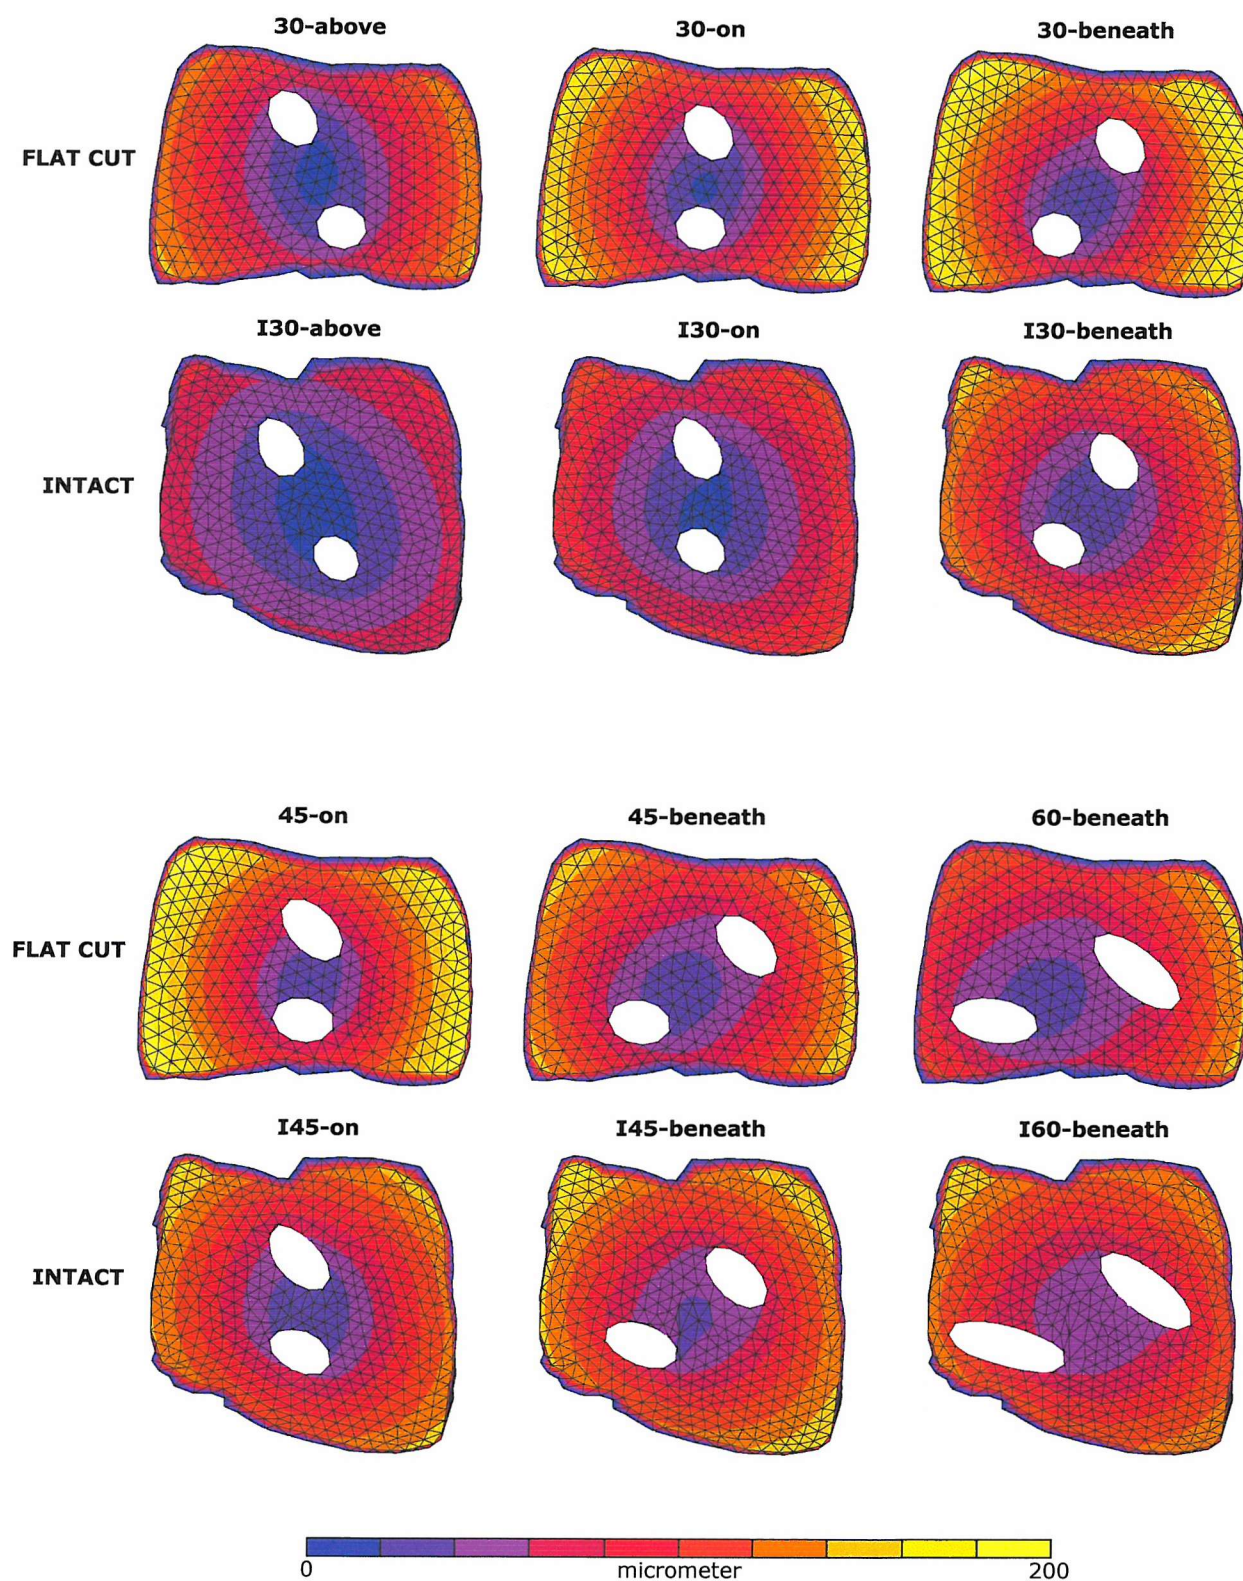 30-above 30-on 30-beneath
FLAT CUT
I30-above I30-on I30-beneath
INTACT
45-on 45-beneath 60-beneath
FLAT CUT
I45-on I45-beneath I60-beneath
INTACT
0 micrometer 200